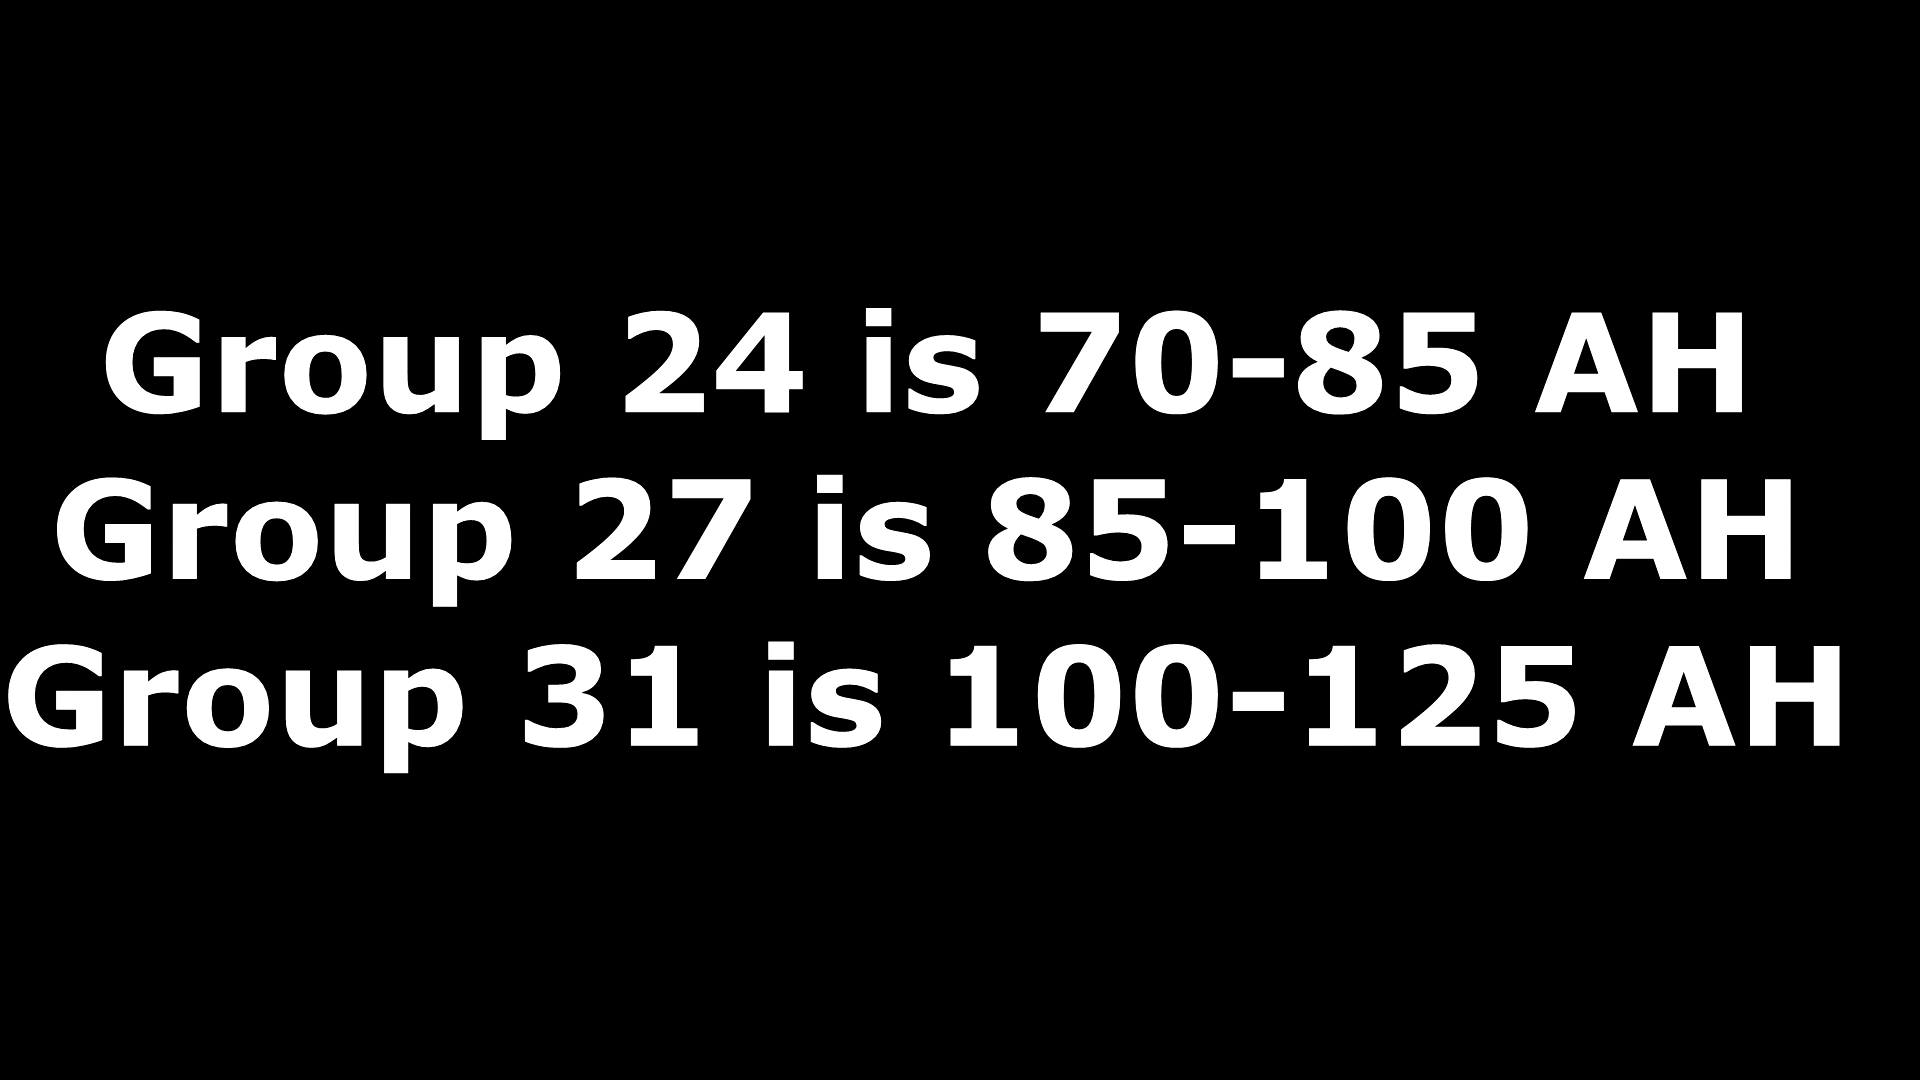 Group 24 is 70-85 AH
Group 27 is 85-100 AH
Group 31 is 100-125 AH